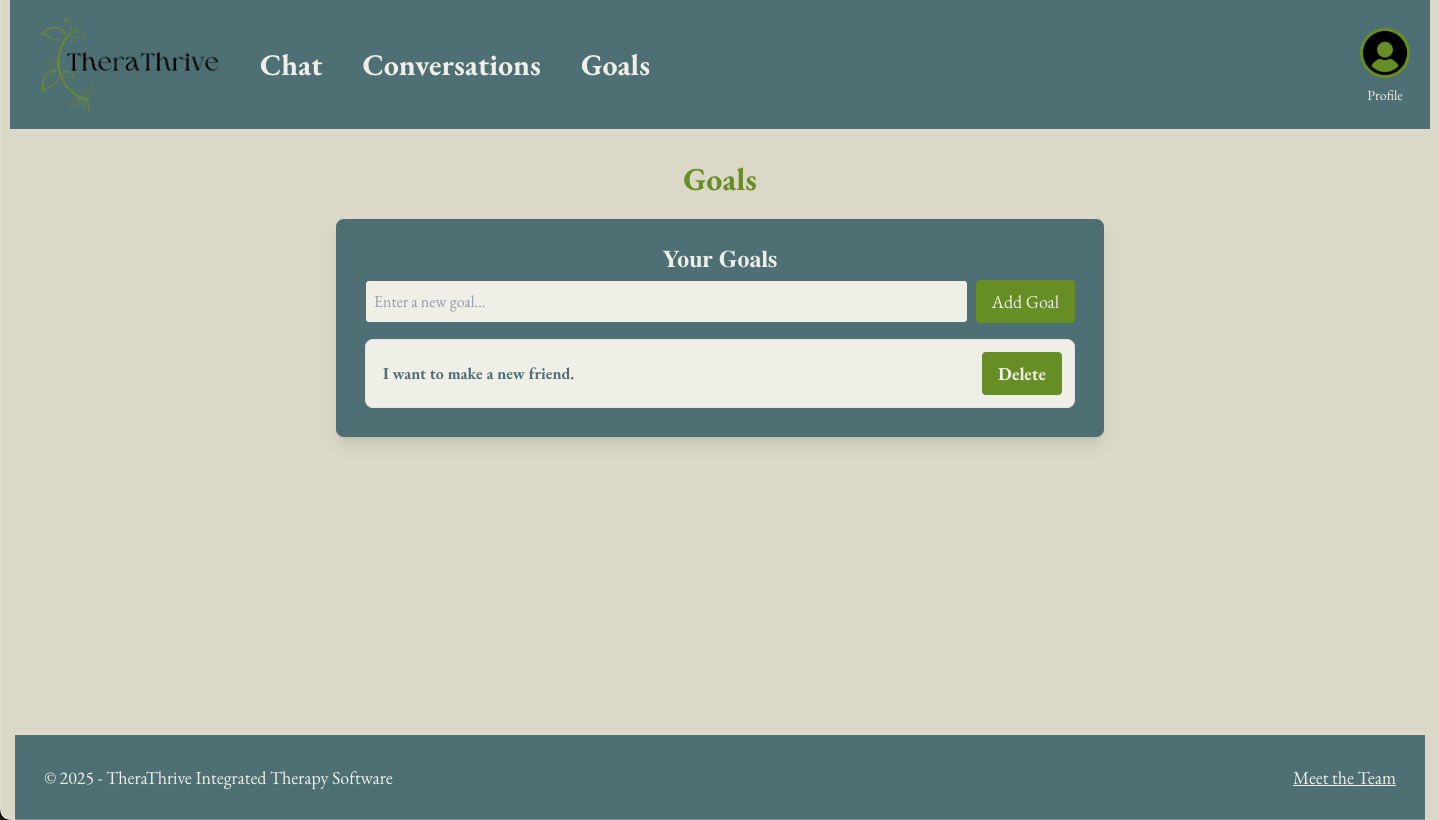 TheraThrive
Chat
Conversations
Goals
Profile
Goals
Your Goals
Enter a new goal...
Add Goal
I want to make a new friend.
Delete
© 2025 - TheraThrive Integrated Therapy Software
Meet the Team